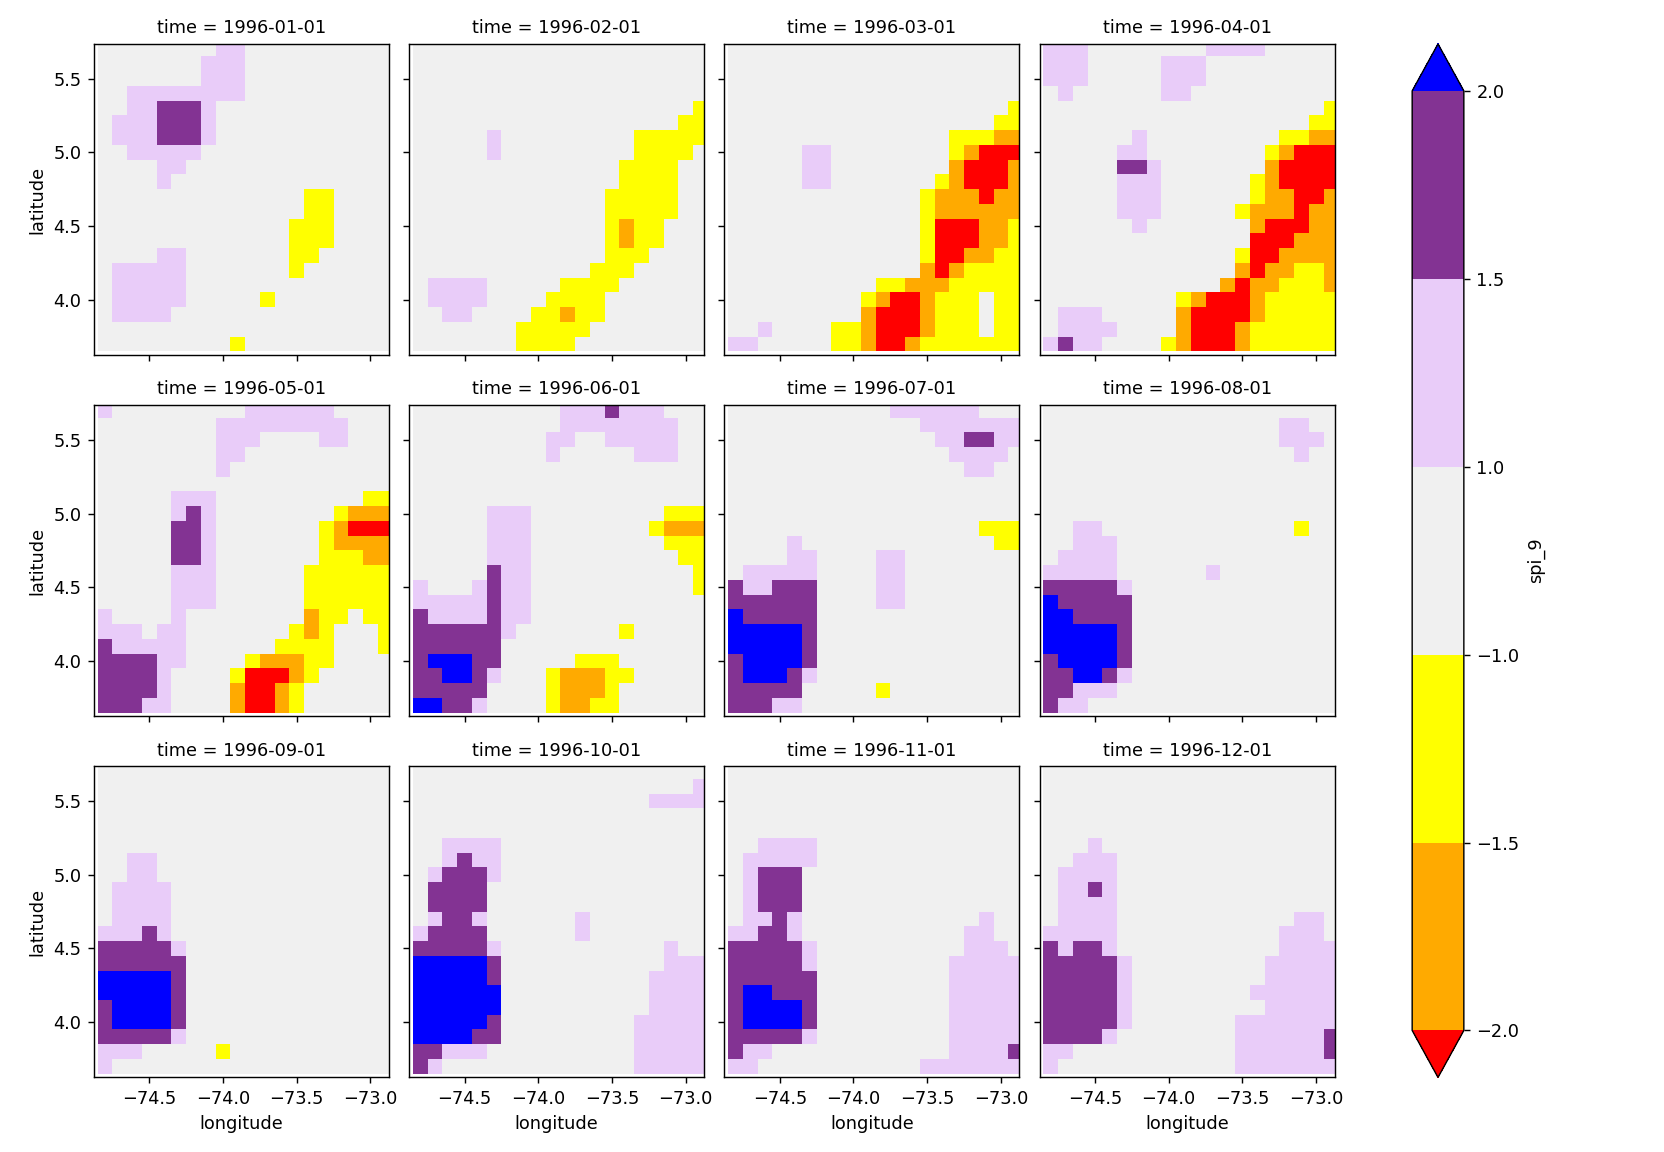 time = 1996-01-01 time = 1996-02-01 time = 1996-03-01 time = 1996-04-01
latitude
5.5
5.0
4.5
4.0
2.0
1.5
1.0
−1.0
−1.5
−2.0
spi_9
time = 1996-05-01 time = 1996-06-01 time = 1996-07-01 time = 1996-08-01
latitude
5.5
5.0
4.5
4.0
time = 1996-09-01 time = 1996-10-01 time = 1996-11-01 time = 1996-12-01
latitude
5.5
5.0
4.5
4.0
−74.5 −74.0 −73.5 −73.0 −74.5 −74.0 −73.5 −73.0 −74.5 −74.0 −73.5 −73.0 −74.5 −74.0 −73.5 −73.0
longitude longitude longitude longitude